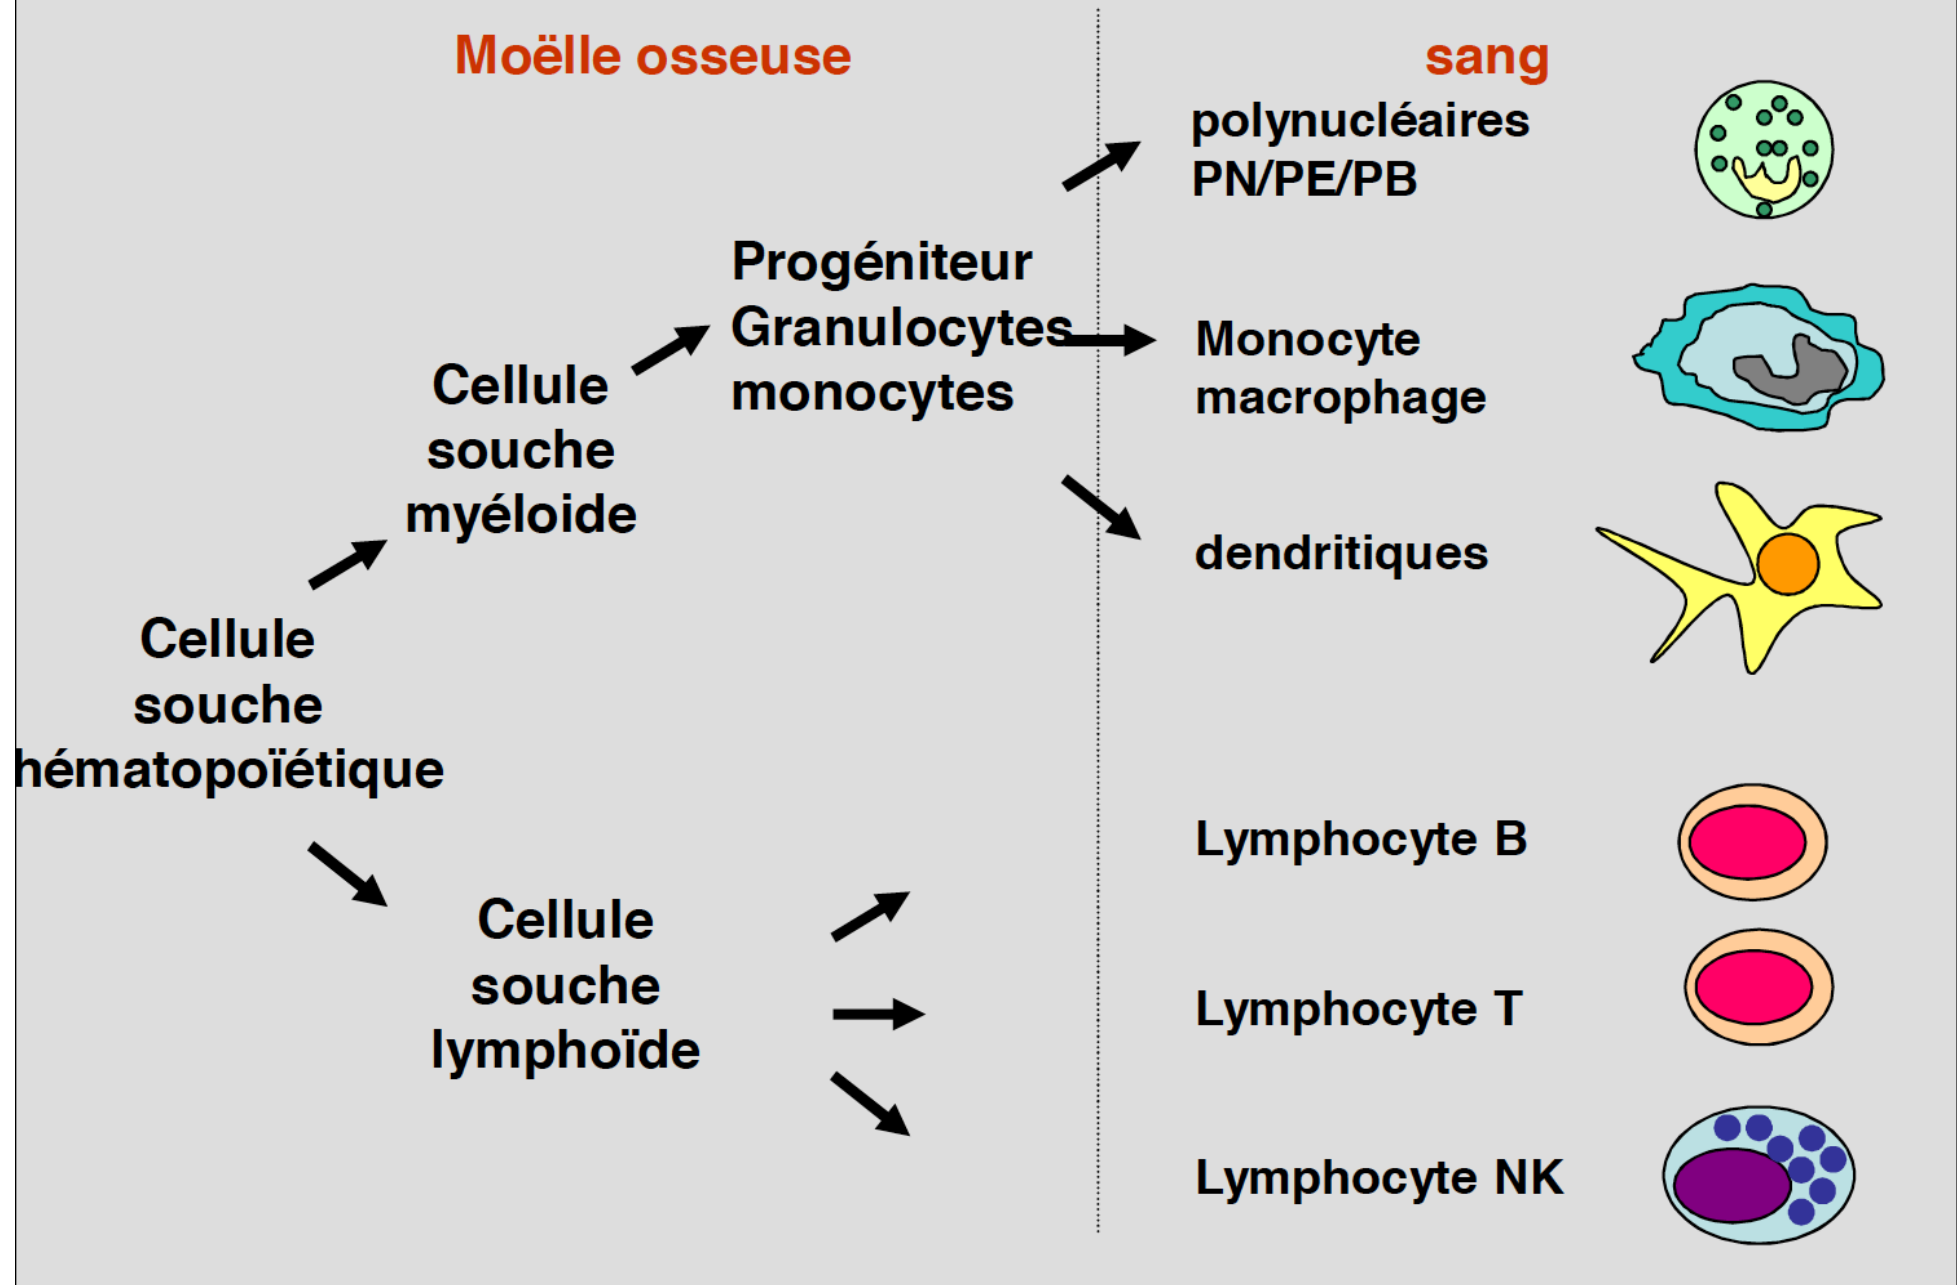 Moëlle osseuse
sang
polynucléaires
PN/PE/PB
Progéniteur
Granulocytes
monocytes
Monocyte
macrophage
Cellule
souche
myéloide
dendritiques
Cellule
souche
hématopoïétique
Lymphocyte B
Cellule
souche
lymphoïde
Lymphocyte T
Lymphocyte NK